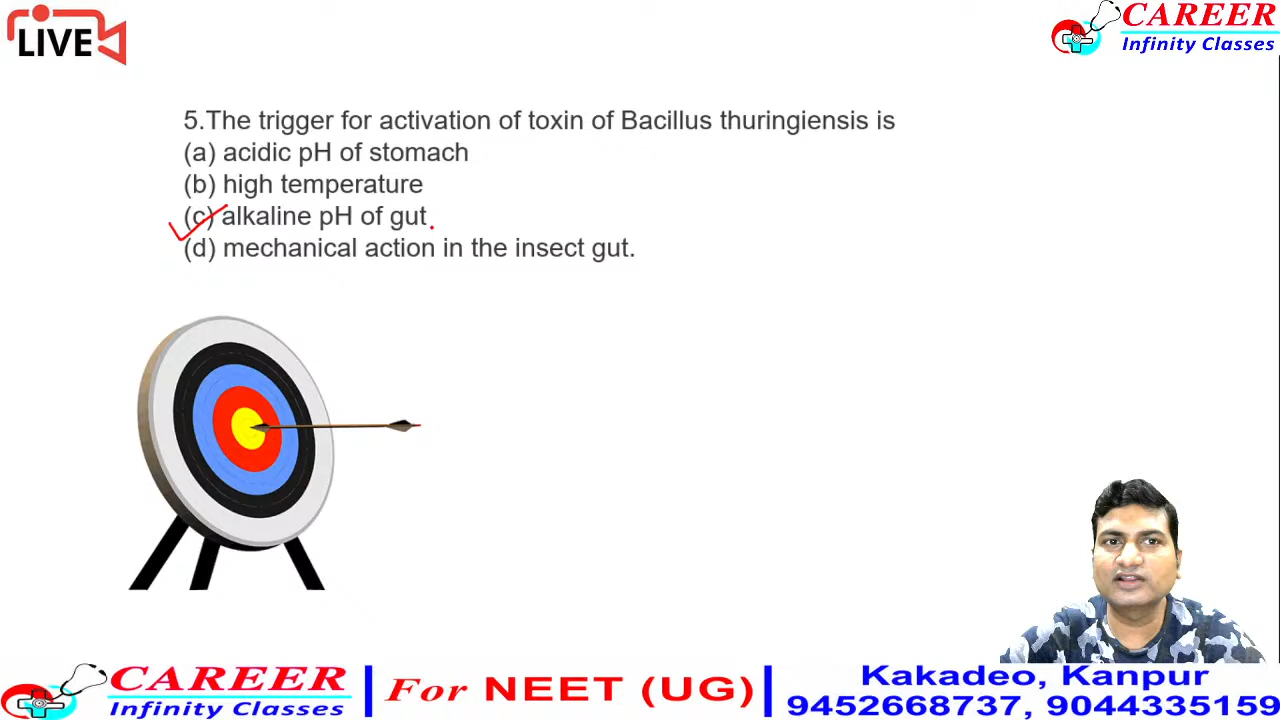 LIVE
CAREER
Infinity Classes
5.The trigger for activation of toxin of Bacillus thuringiensis is
(a) acidic pH of stomach
(b) high temperature
(c) alkaline pH of gut
(d) mechanical action in the insect gut.
CAREER
Infinity Classes
For NEET (UG)
Kakadeo, Kanpur
9452668737, 9044335159